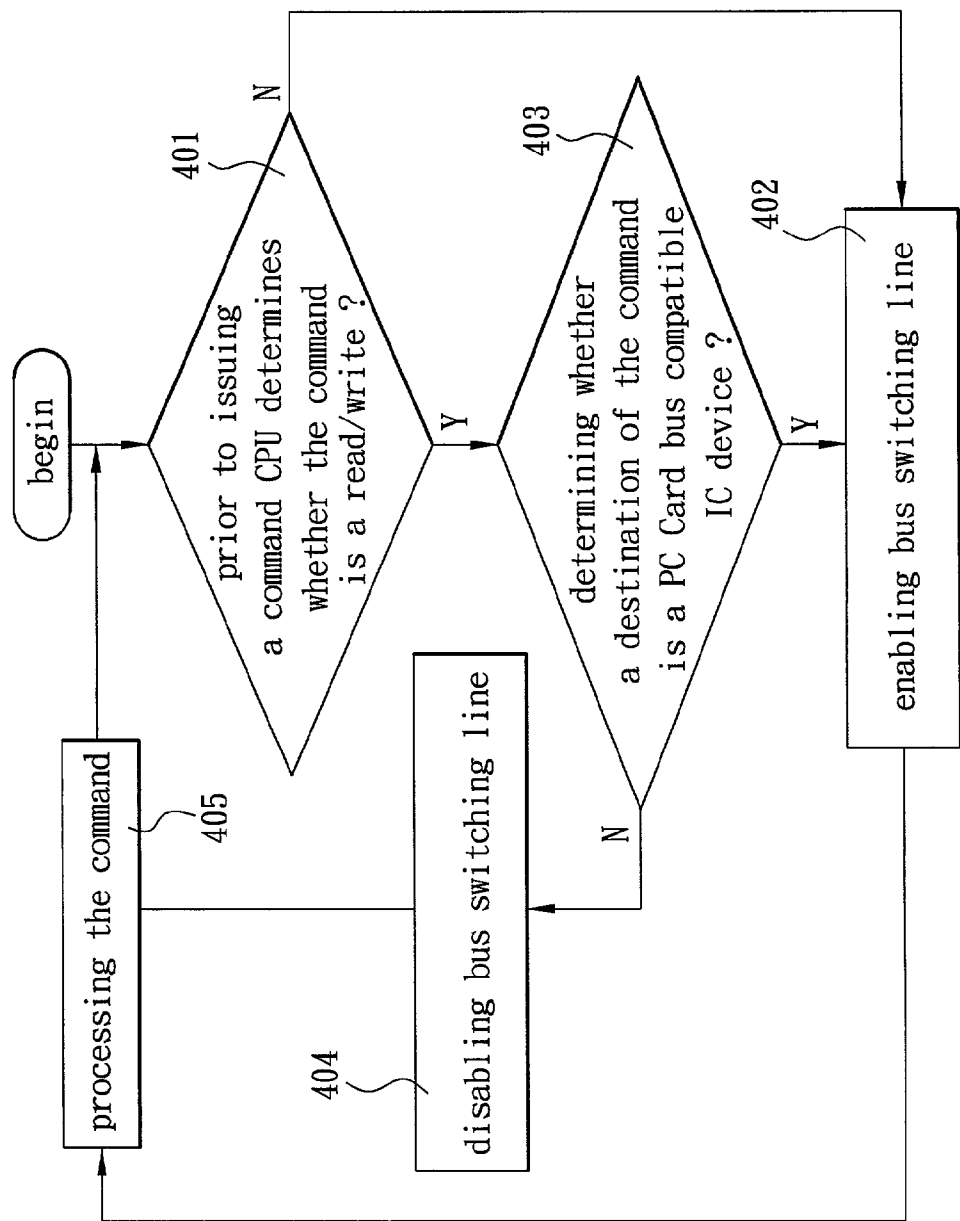 begin
processing the command
405
prior to issuing
a command CPU determines
whether the command
is a read/write ?
401
N
Y
determining whether
a destination of the command
is a PC Card bus compatible
IC device ?
403
N
Y
disabling bus switching line
404
enabling bus switching line
402